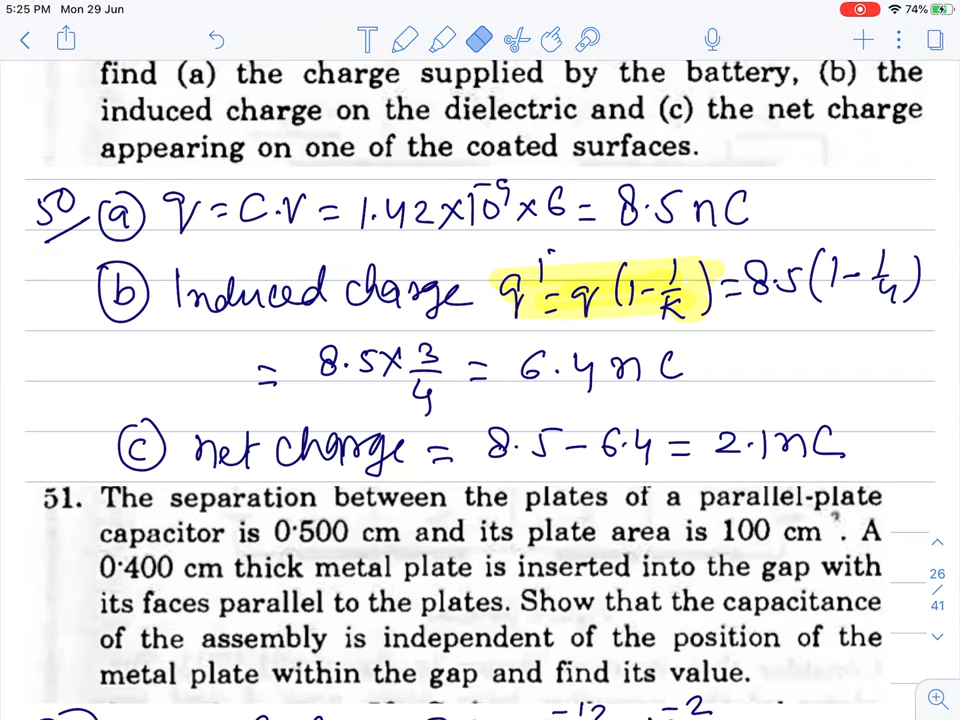 5:25 PM Mon 29 Jun
74%
T
find (a) the charge supplied by the battery, (b) the
induced charge on the dielectric and (c) the net charge
appearing on one of the coated surfaces.
50 (a) q = C.V = 1.42×10⁻⁹×6 = 8.5 nC
(b) Induced charge q' = q (1-1/K) = 8.5 (1-1/4)
= 8.5×3/4 = 6.4 nC
(c) net charge = 8.5-6.4 = 2.1nC
51. The separation between the plates of a parallel-plate
capacitor is 0·500 cm and its plate area is 100 cm². A
0·400 cm thick metal plate is inserted into the gap with
its faces parallel to the plates. Show that the capacitance
of the assembly is independent of the position of the
metal plate within the gap and find its value.
26
/
41
-12 -2